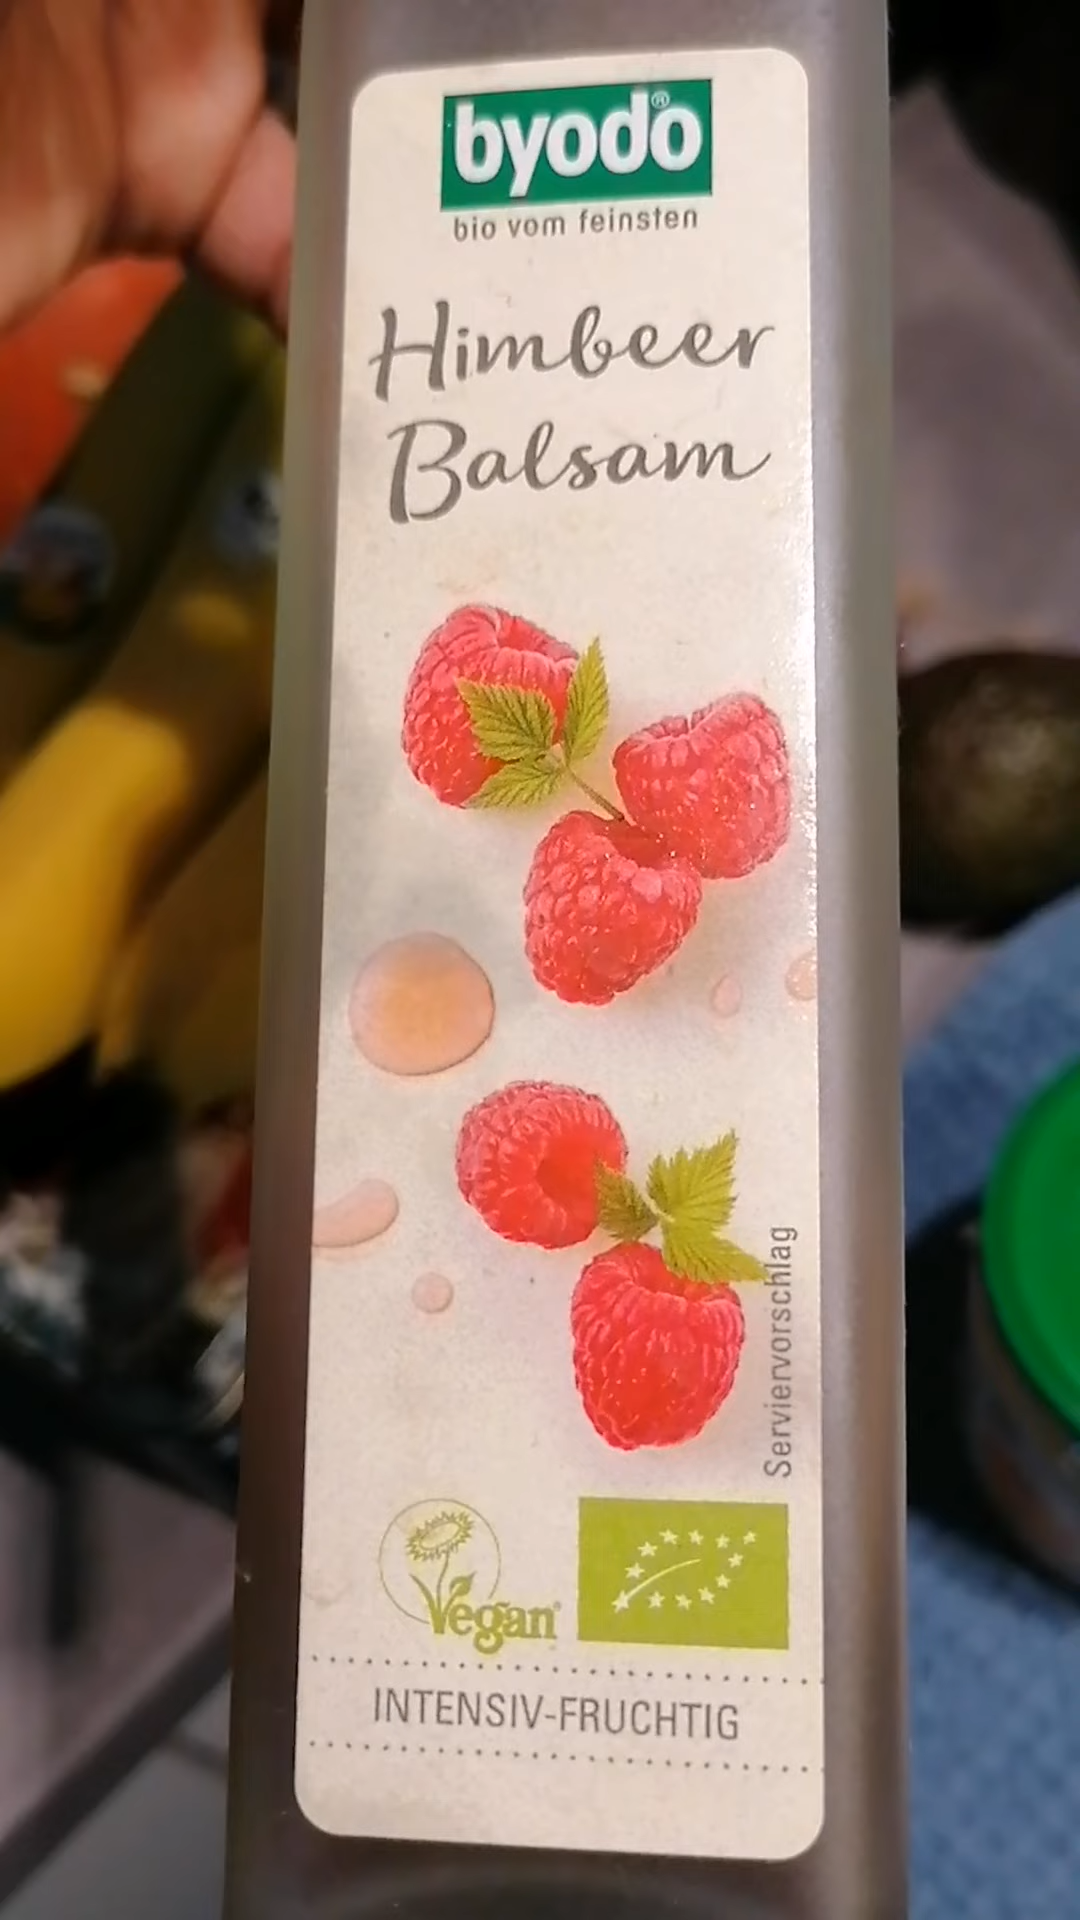 byodo®
bio vom feinsten
Himbeer
Balsam
Serviervorschlag
Vegan
INTENSIV-FRUCHTIG